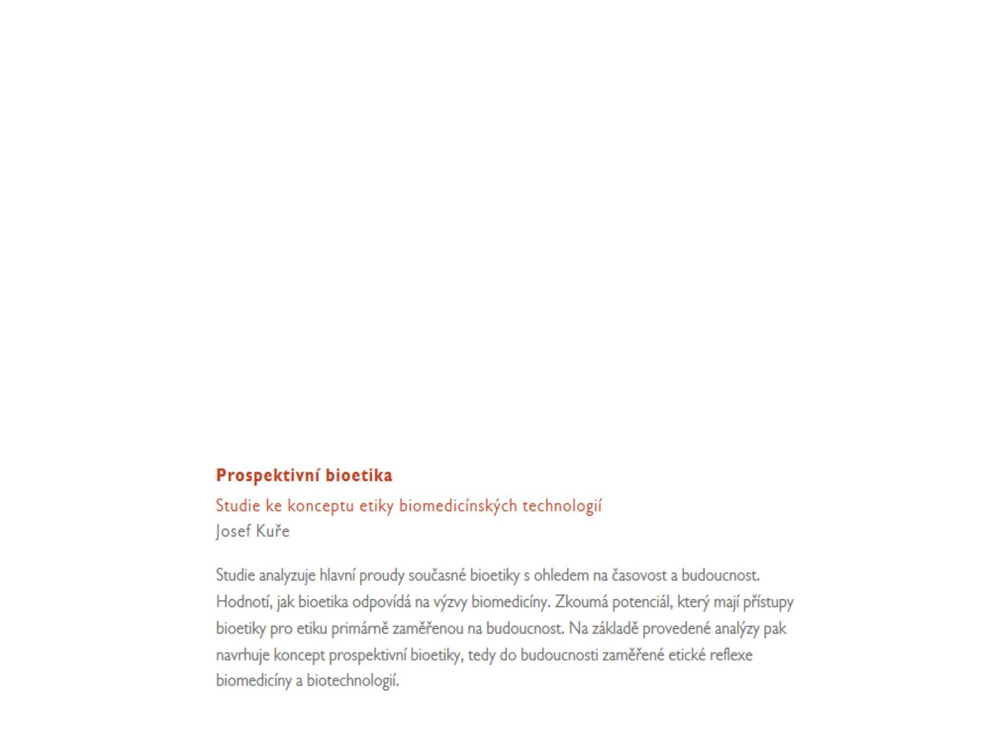 Prospektivní bioetika
Studie ke konceptu etiky biomedicínských technologií
Josef Kuře
Studie analyzuje hlavní proudy současné bioetiky s ohledem na časovost a budoucnost.
Hodnotí, jak bioetika odpovídá na výzvy biomedicíny. Zkoumá potenciál, který mají přístupy
bioetiky pro etiku primárně zaměřenou na budoucnost. Na základě provedené analýzy pak
navrhuje koncept prospektivní bioetiky, tedy do budoucnosti zaměřené etické reflexe
biomedicíny a biotechnologií.